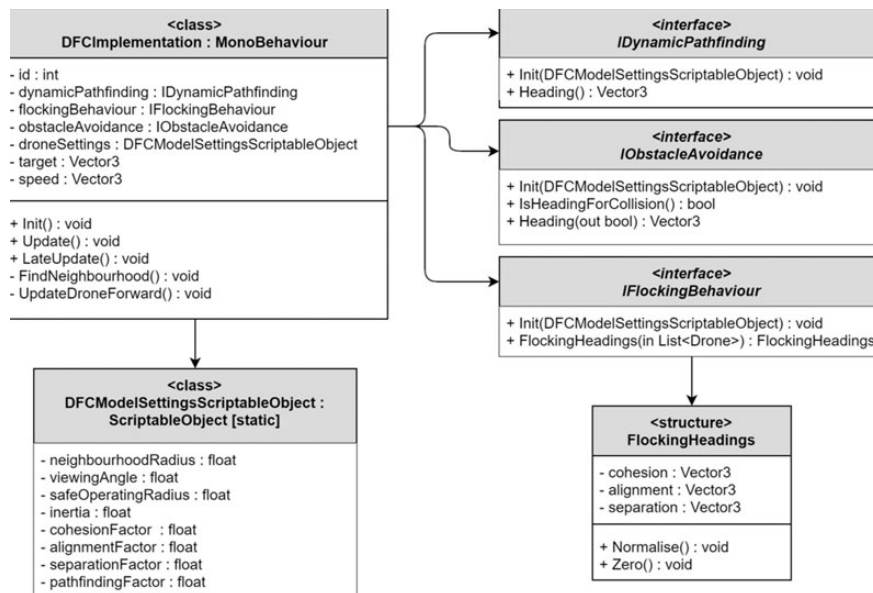 <class>
DFCImplementation : MonoBehaviour
- id : int
- dynamicPathfinding : IDynamicPathfinding
- flockingBehaviour : IFlockingBehaviour
- obstacleAvoidance : IObstacleAvoidance
- droneSettings : DFCModelSettingsScriptableObject
- target : Vector3
- speed : Vector3
+ Init() : void
+ Update() : void
+ LateUpdate() : void
- FindNeighbourhood() : void
- UpdateDroneForward() : void
<interface>
IDynamicPathfinding
+ Init(DFCModelSettingsScriptableObject) : void
+ Heading() : Vector3
<interface>
IObstacleAvoidance
+ Init(DFCModelSettingsScriptableObject) : void
+ IsHeadingForCollision() : bool
+ Heading(out bool) : Vector3
<interface>
IFlockingBehaviour
+ Init(DFCModelSettingsScriptableObject) : void
+ FlockingHeadings(in List<Drone>) : FlockingHeadings
<class>
DFCModelSettingsScriptableObject :
ScriptableObject [static]
- neighbourhoodRadius : float
- viewingAngle : float
- safeOperatingRadius : float
- inertia : float
- cohesionFactor : float
- alignmentFactor : float
- separationFactor : float
- pathfindingFactor : float
<structure>
FlockingHeadings
- cohesion : Vector3
- alignment : Vector3
- separation : Vector3
+ Normalise() : void
+ Zero() : void